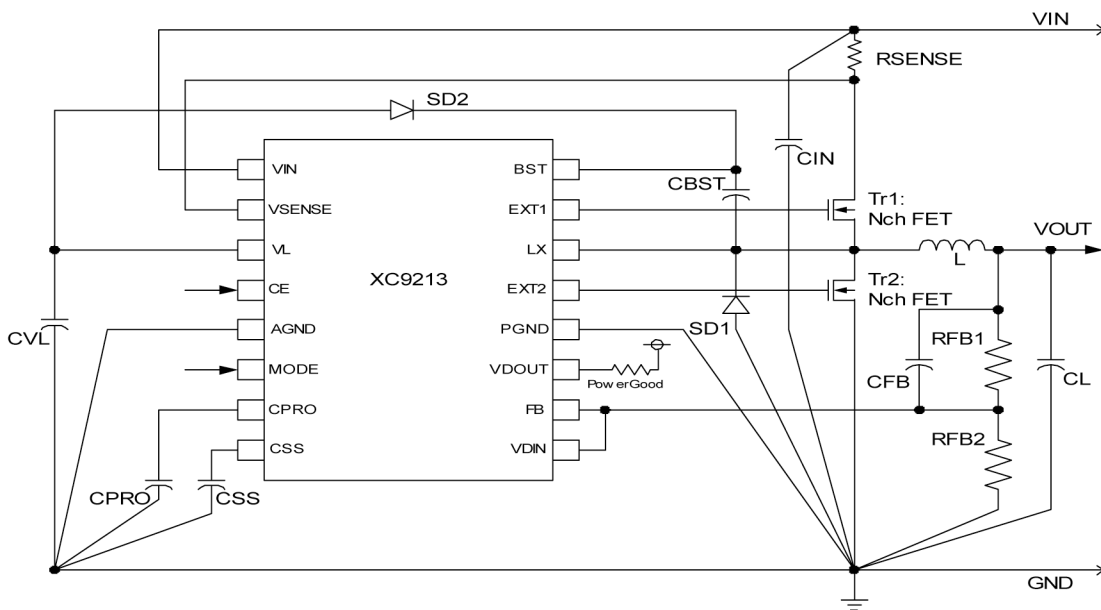 VIN
RSENSE
SD2
CIN
VIN
BST
CBST
VSENSE
EXT1
Tr1:
Nch FET
VL
LX
VOUT
L
XC9213
CE
EXT2
Tr2:
Nch FET
CVL
AGND
PGND
SD1
RFB1
MODE
VDOUT
PowerGood
CFB
CL
CPRO
FB
CSS
VDIN
RFB2
CPRO
CSS
GND